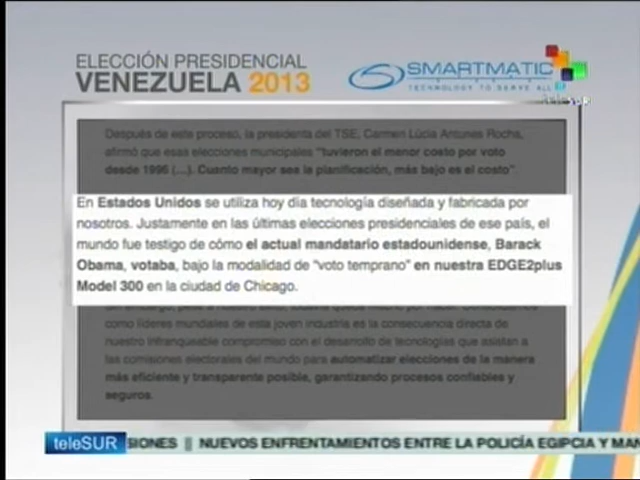 ELECCIÓN PRESIDENCIAL
VENEZUELA 2013
SMARTMATIC
TECHNOLOGY TO SERVE ALL
teleSUR
Después de este proceso, la presidenta del TSE, Carmen Lúcia Antunes Rocha,
afirmó que esas elecciones municipales "tuvieron el menor costo por voto
desde 1996 (...). Cuanto mayor sea la planificación, más bajo es el costo".
En Estados Unidos se utiliza hoy día tecnología diseñada y fabricada por
nosotros. Justamente en las últimas elecciones presidenciales de ese país, el
mundo fue testigo de cómo el actual mandatario estadounidense, Barack
Obama, votaba, bajo la modalidad de "voto temprano" en nuestra EDGE2plus
Model 300 en la ciudad de Chicago.
como líderes mundiales de esta joven industria es la consecuencia directa de
nuestro infranqueable compromiso con el desarrollo de tecnologías que asistan a
las comisiones electorales del mundo para automatizar elecciones de la manera
más eficiente y transparente posible, garantizando procesos confiables y
seguros.
teleSUR SIONES || NUEVOS ENFRENTAMIENTOS ENTRE LA POLICÍA EGIPCIA Y MAN